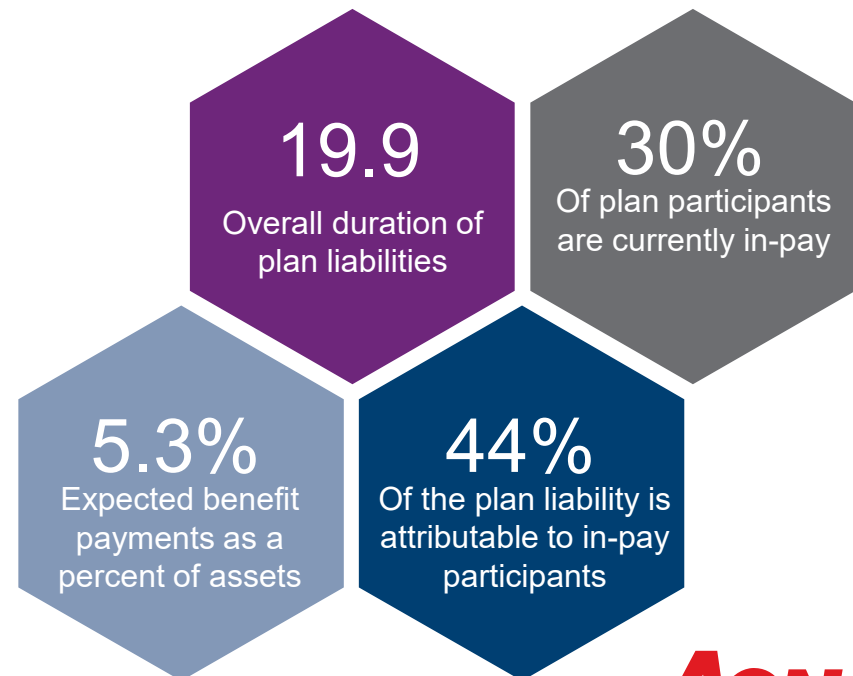 19.9
Overall duration of
plan liabilities
30%
Of plan participants
are currently in-pay
5.3%
Expected benefit
payments as a
percent of assets
44%
Of the plan liability is
attributable to in-pay
participants